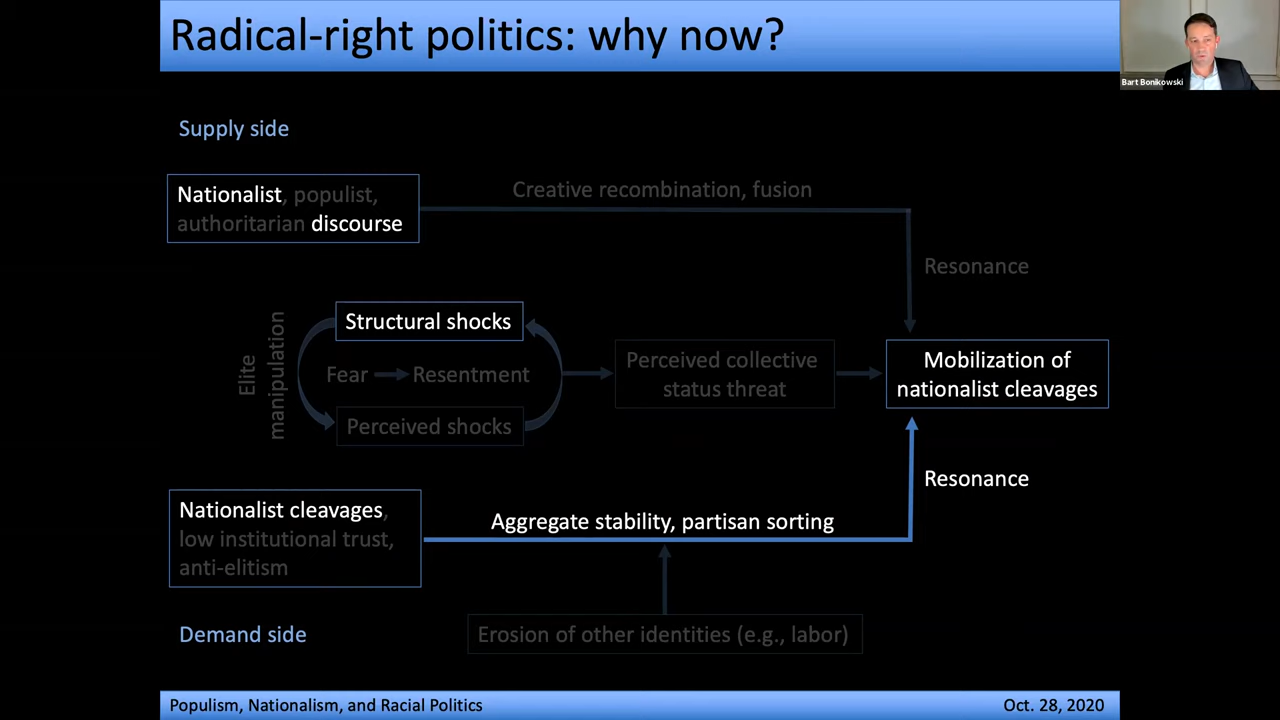 Radical-right politics: why now?
Bart Bonikowski
Supply side
Nationalist, populist,
authoritarian discourse
Creative recombination, fusion
Resonance
Elite
manipulation
Structural shocks
Fear
Resentment
Perceived shocks
Perceived collective
status threat
Mobilization of
nationalist cleavages
Resonance
Nationalist cleavages,
low institutional trust,
anti-elitism
Aggregate stability, partisan sorting
Demand side
Erosion of other identities (e.g., labor)
Populism, Nationalism, and Racial Politics
Oct. 28, 2020